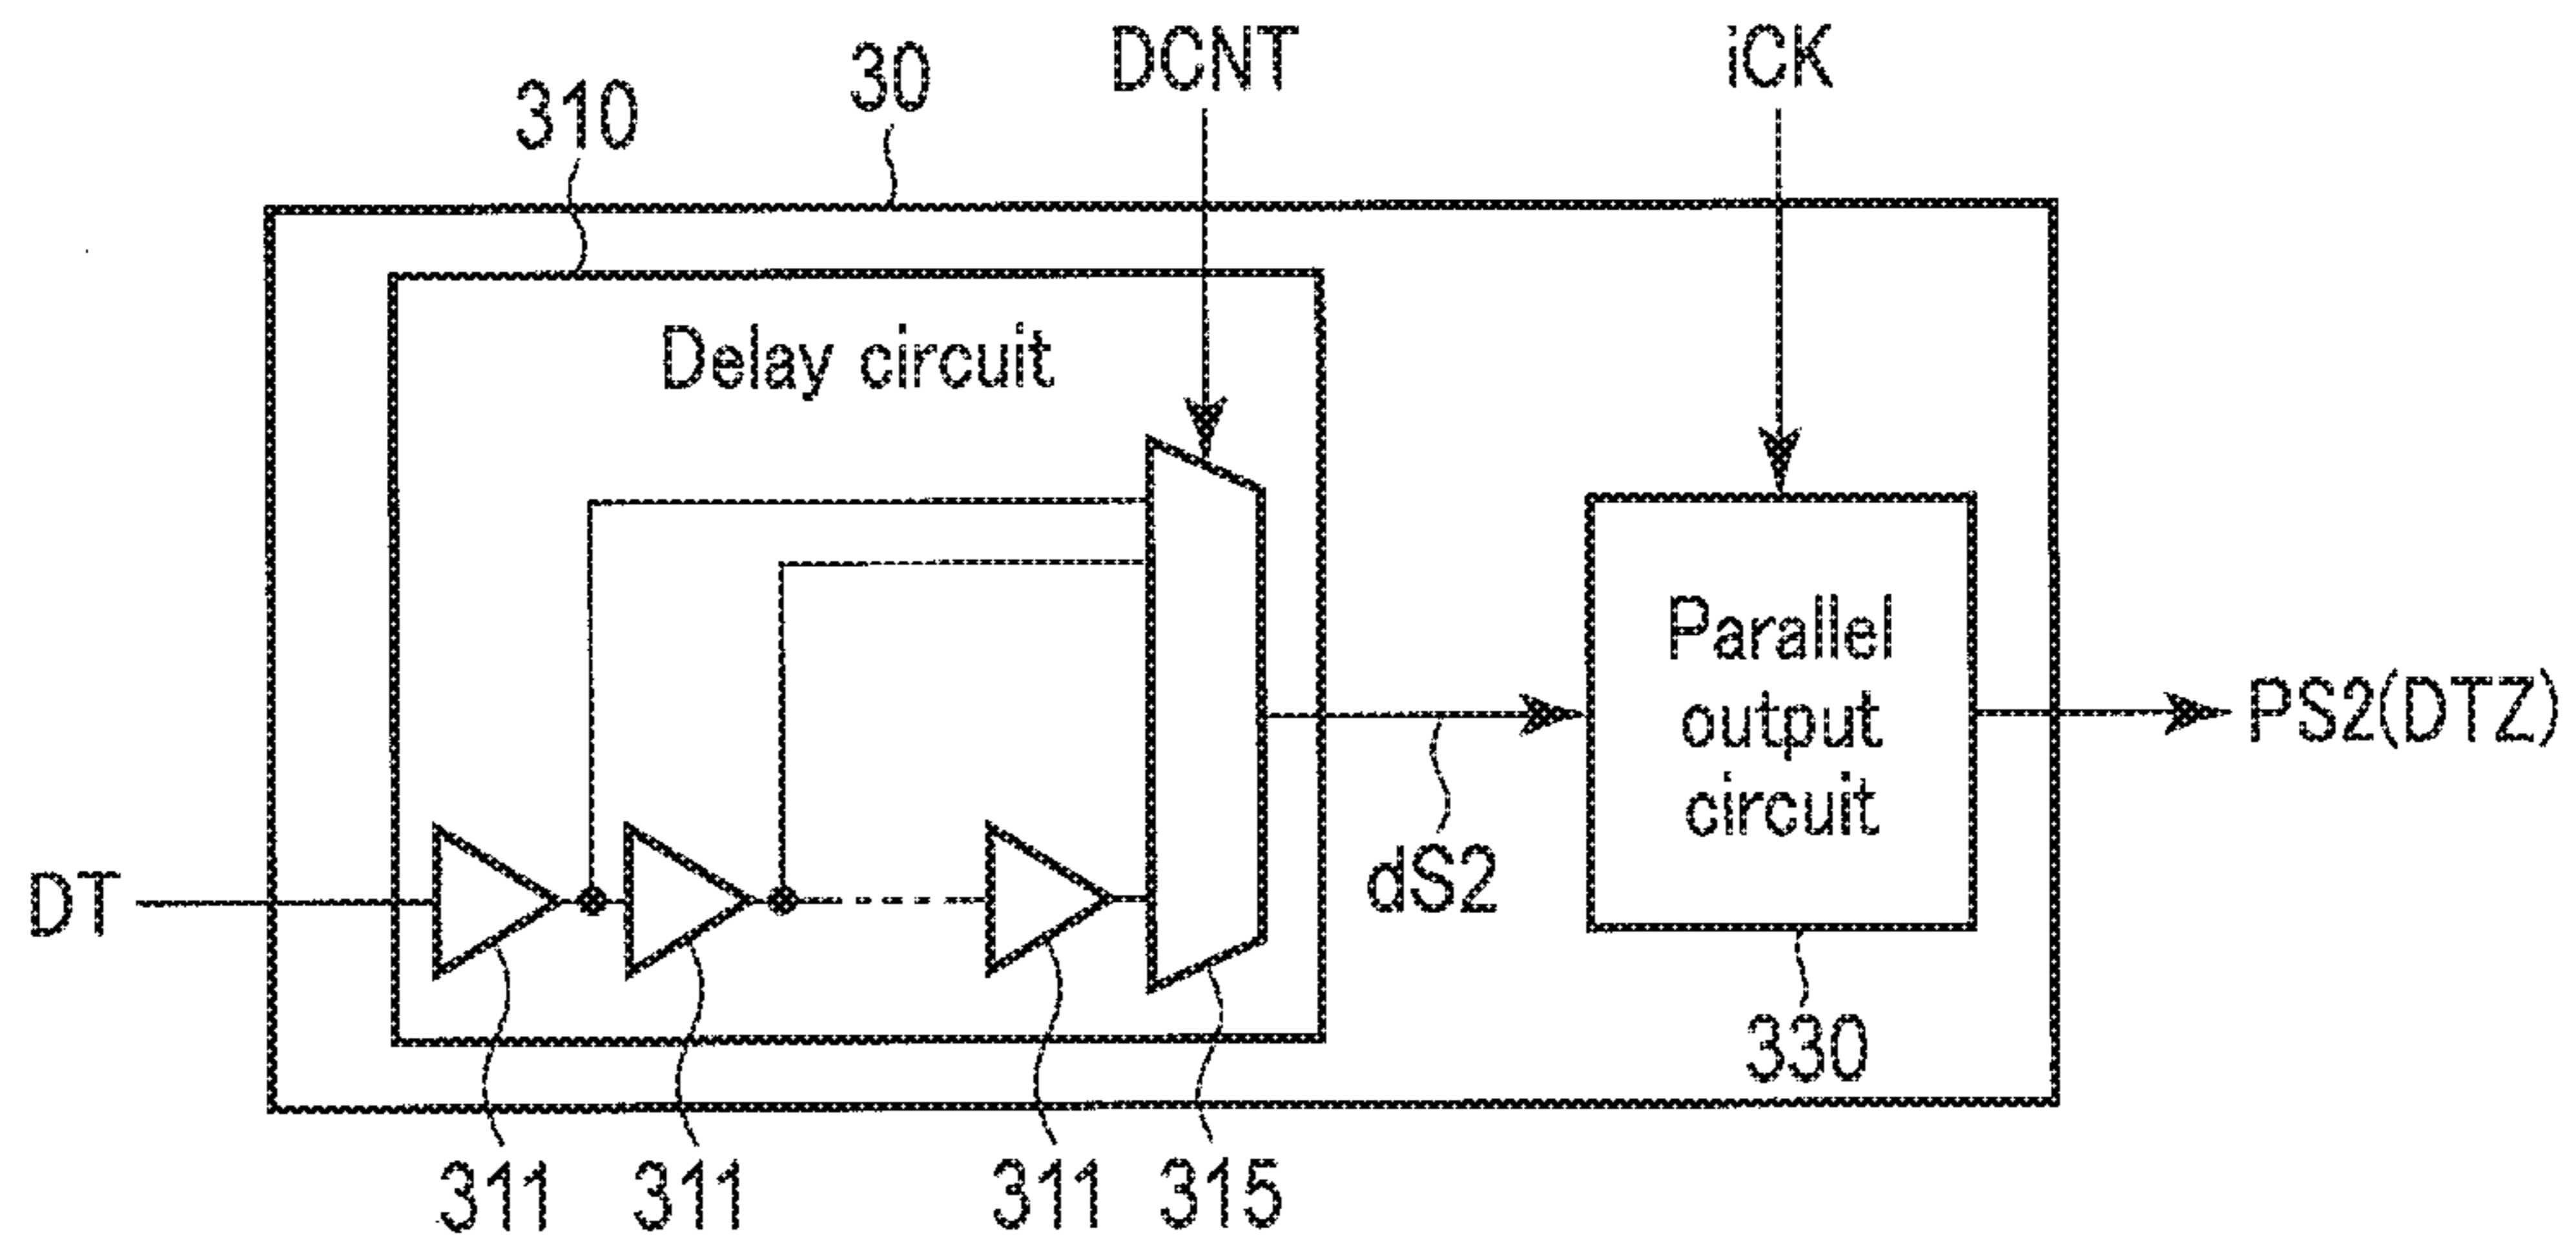 DCNT
iCK
30
310
Delay circuit
Parallel
output
circuit
PS2(DTZ)
DT
dS2
330
311
311
311
315